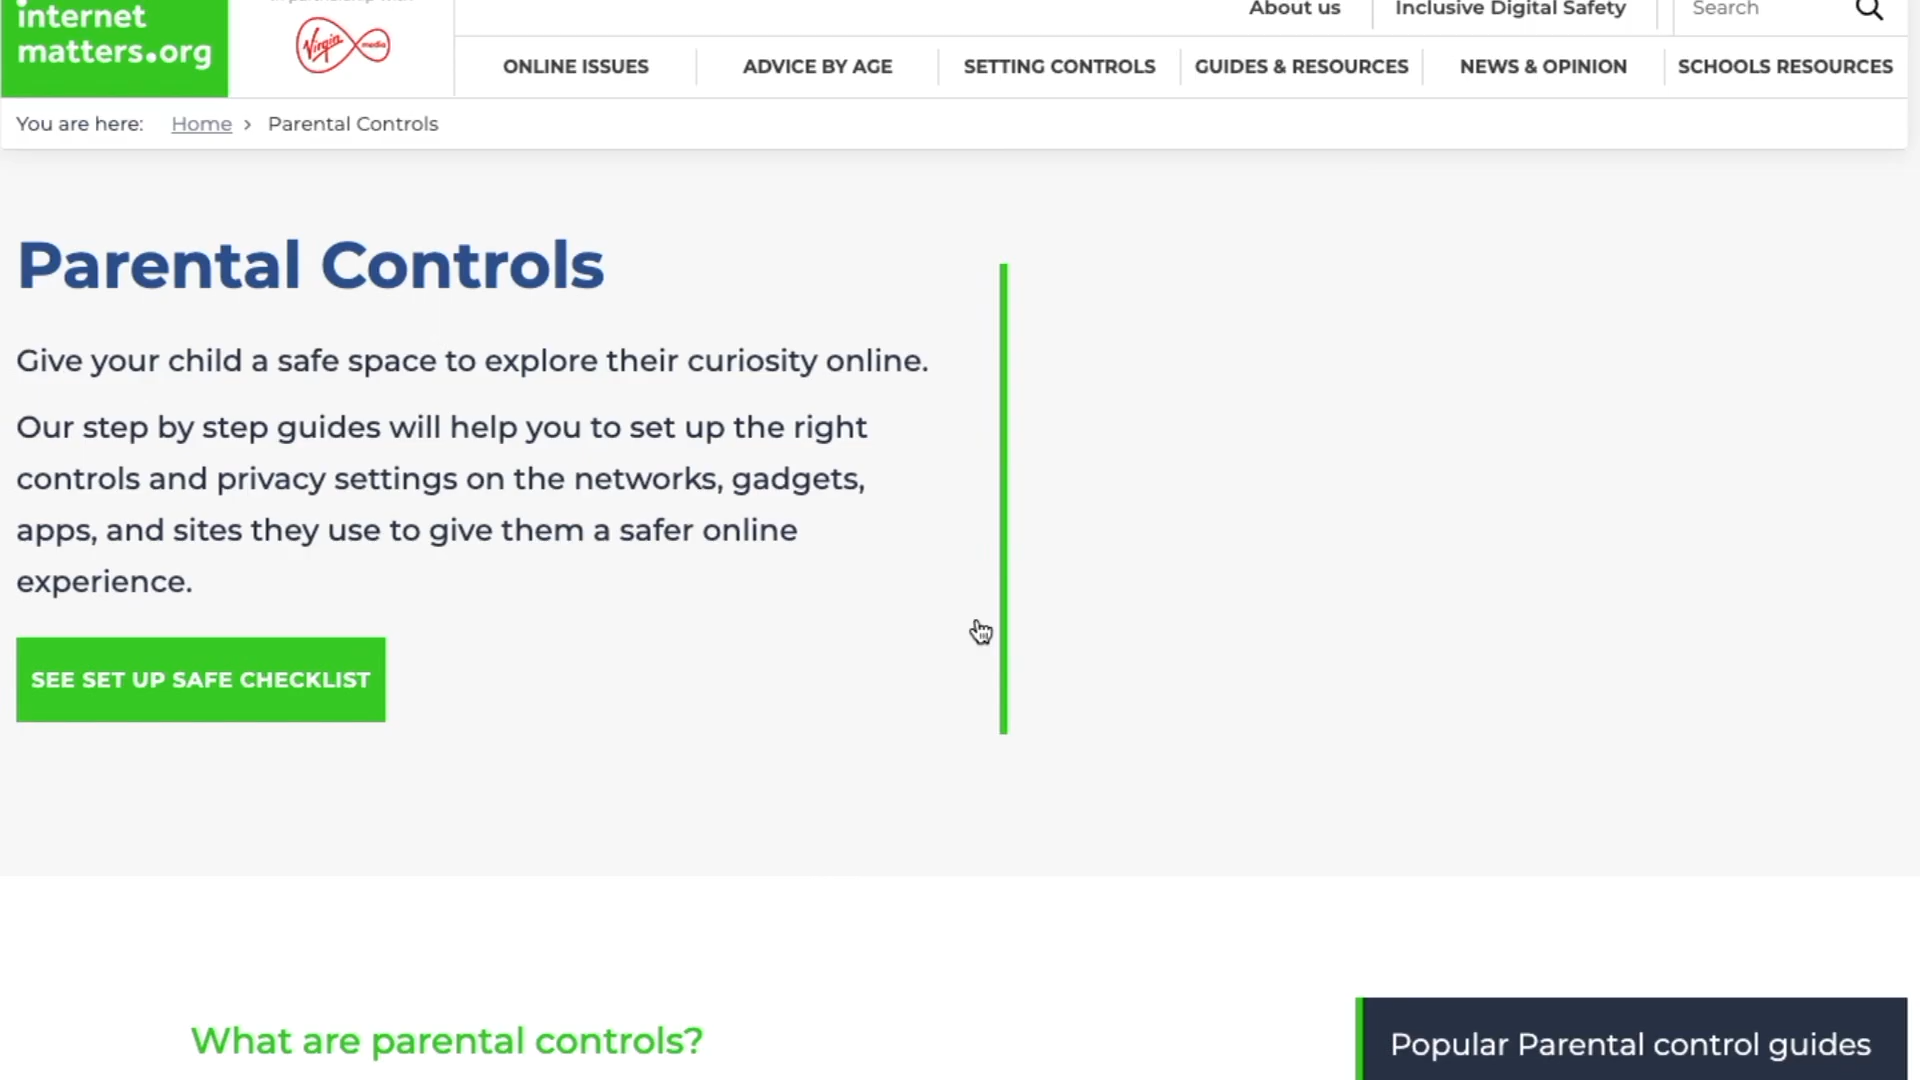 internet
matters.org
Virgin media
About us
Inclusive Digital Safety
Search
ONLINE ISSUES
ADVICE BY AGE
SETTING CONTROLS
GUIDES & RESOURCES
NEWS & OPINION
SCHOOLS RESOURCES
You are here: Home > Parental Controls
Parental Controls
Give your child a safe space to explore their curiosity online.
Our step by step guides will help you to set up the right
controls and privacy settings on the networks, gadgets,
apps, and sites they use to give them a safer online
experience.
SEE SET UP SAFE CHECKLIST
What are parental controls?
Popular Parental control guides